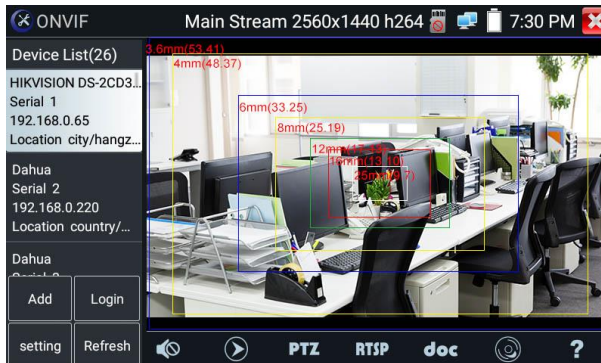 ONVIF
Main Stream 2560x1440 h264
7:30 PM
Device List(26)
HIKVISION DS-2CD3...
Serial 1
192.168.0.65
Location city/hangz...
Dahua
Serial 2
192.168.0.220
Location country/...
Dahua
Add
Login
setting
Refresh
3.6mm(53.41)
4mm(48.37)
6mm(33.25)
8mm(25.19)
PTZ
RTSP
doc
?